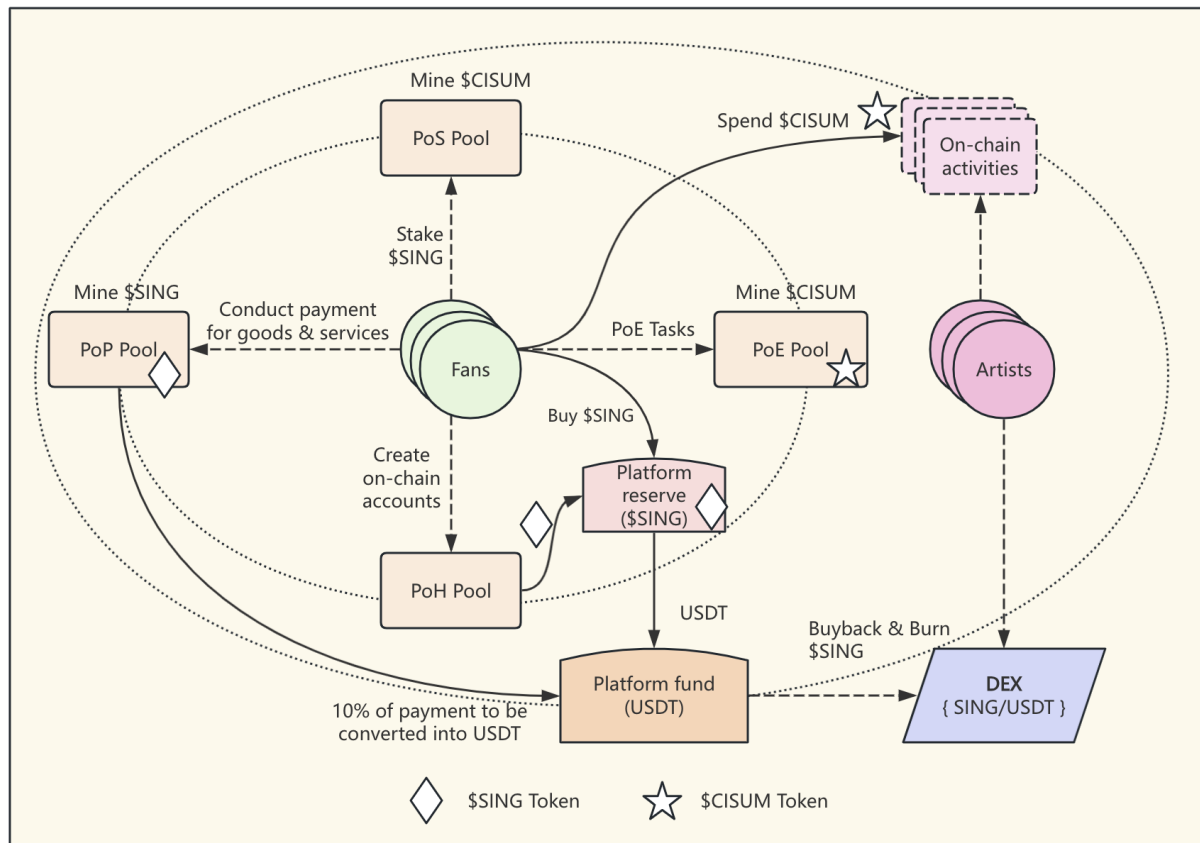 Mine $CISUM
PoS Pool
Spend $CISUM
On-chain
activities
Stake
$SING
Mine $SING
Conduct payment
for goods & services
PoP Pool
Fans
PoE Tasks
Mine $CISUM
PoE Pool
Artists
Buy $SING
Create
on-chain
accounts
Platform
reserve
($SING)
PoH Pool
USDT
Buyback & Burn
$SING
Platform fund
(USDT)
DEX
{ SING/USDT }
10% of payment to be
converted into USDT
$SING Token
$CISUM Token